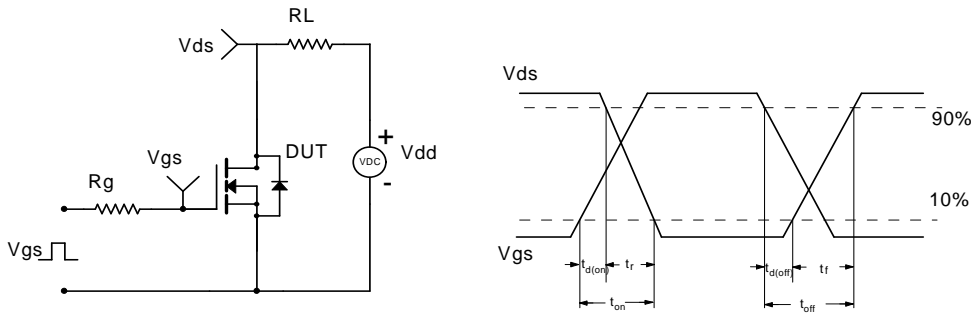 RL
Vds
DUT
Vgs
Rg
+
VDC
Vdd
-
Vgs
Vds
90%
10%
Vgs
td(on)
tr
td(off)
tf
ton
toff